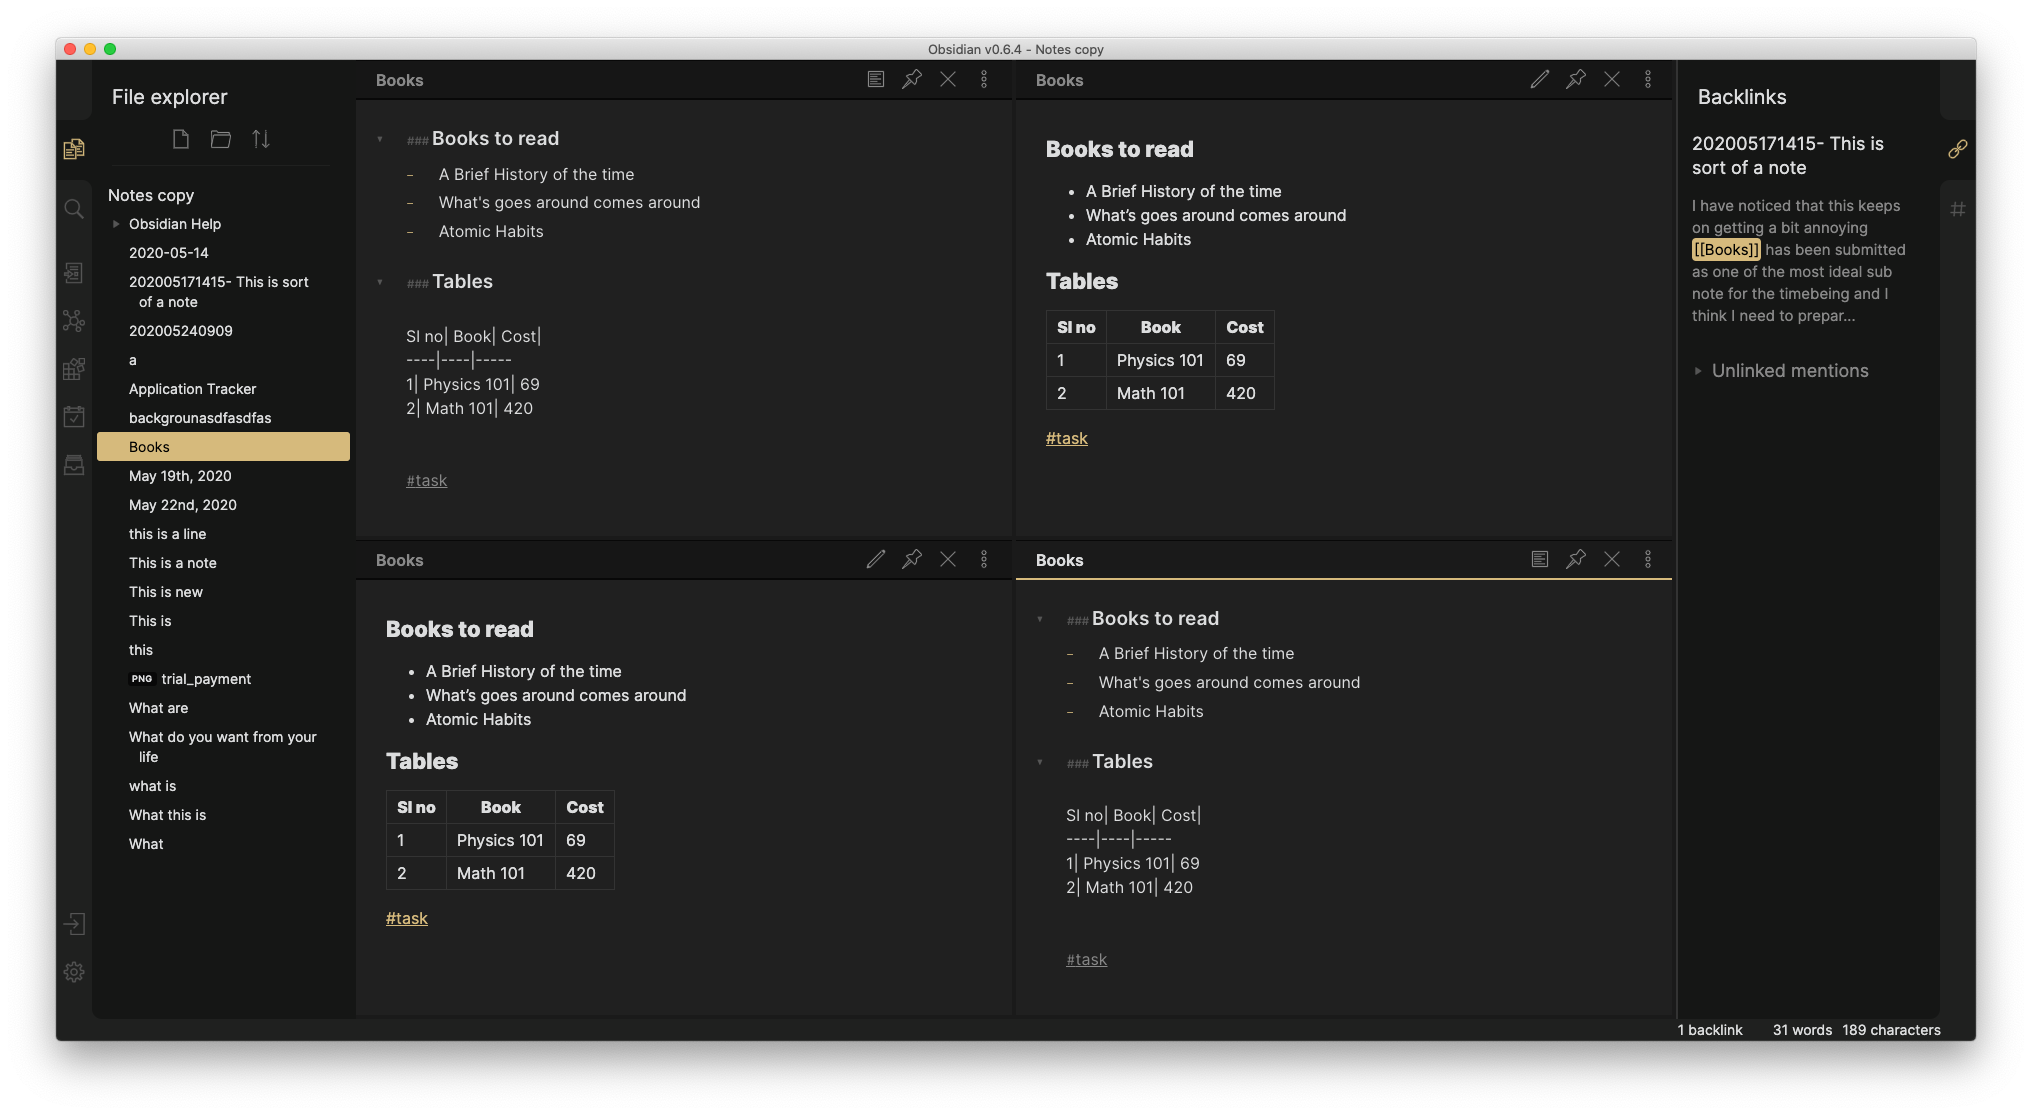 Obsidian v0.6.4 - Notes copy
File explorer
Notes copy
Obsidian Help
2020-05-14
202005171415- This is sort
of a note
202005240909
a
Application Tracker
backgrounasdfasdfas
Books
May 19th, 2020
May 22nd, 2020
this is a line
This is a note
This is new
This is
this
PNG trial_payment
What are
What do you want from your
life
what is
What this is
What
Books
### Books to read
- A Brief History of the time
- What's goes around comes around
- Atomic Habits
### Tables
Sl no| Book| Cost|
----|----|-----
1| Physics 101| 69
2| Math 101| 420
#task
Books
Books to read
• A Brief History of the time
• What’s goes around comes around
• Atomic Habits
Tables
Sl no Book Cost
1 Physics 101 69
2 Math 101 420
#task
Books
Books to read
• A Brief History of the time
• What’s goes around comes around
• Atomic Habits
Tables
Sl no Book Cost
1 Physics 101 69
2 Math 101 420
#task
Books
### Books to read
- A Brief History of the time
- What's goes around comes around
- Atomic Habits
### Tables
Sl no| Book| Cost|
----|----|-----
1| Physics 101| 69
2| Math 101| 420
#task
Backlinks
202005171415- This is
sort of a note
I have noticed that this keeps
on getting a bit annoying
[[Books]] has been submitted
as one of the most ideal sub
note for the timebeing and I
think I need to prepar...
Unlinked mentions
1 backlink 31 words 189 characters